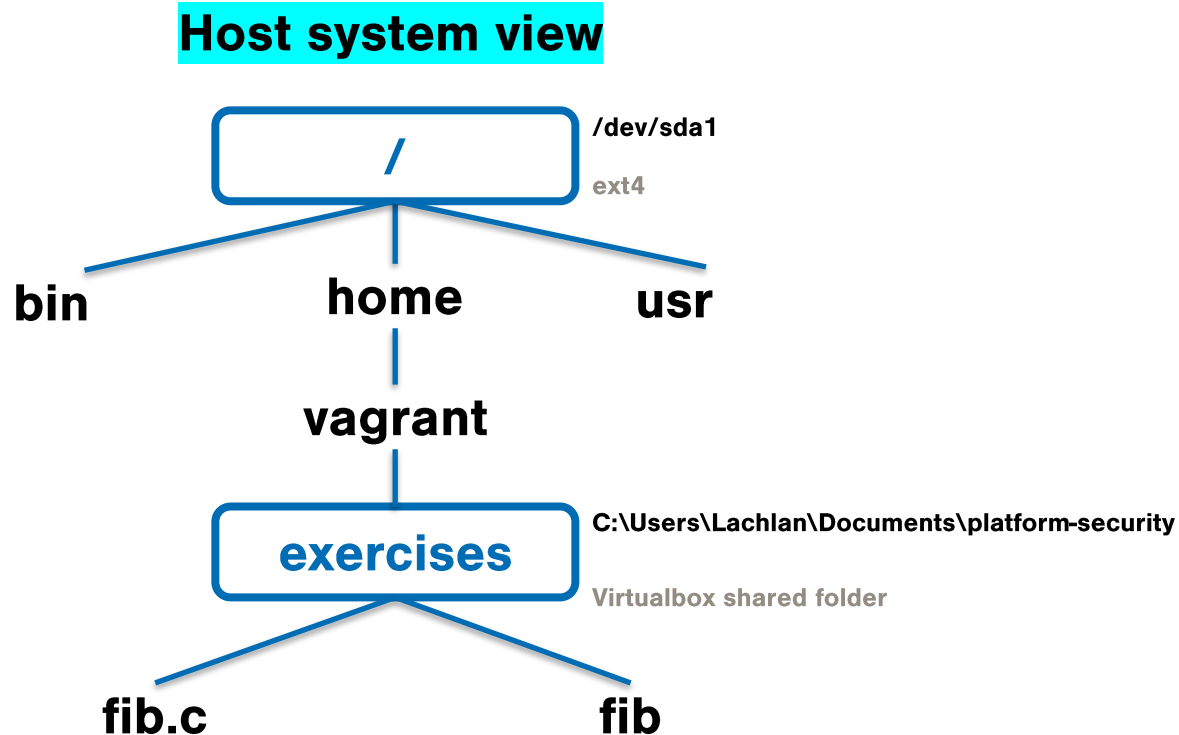 Host system view
/
/dev/sda1
ext4
bin
home
usr
vagrant
exercises
C:\Users\Lachlan\Documents\platform-security
Virtualbox shared folder
fib.c
fib